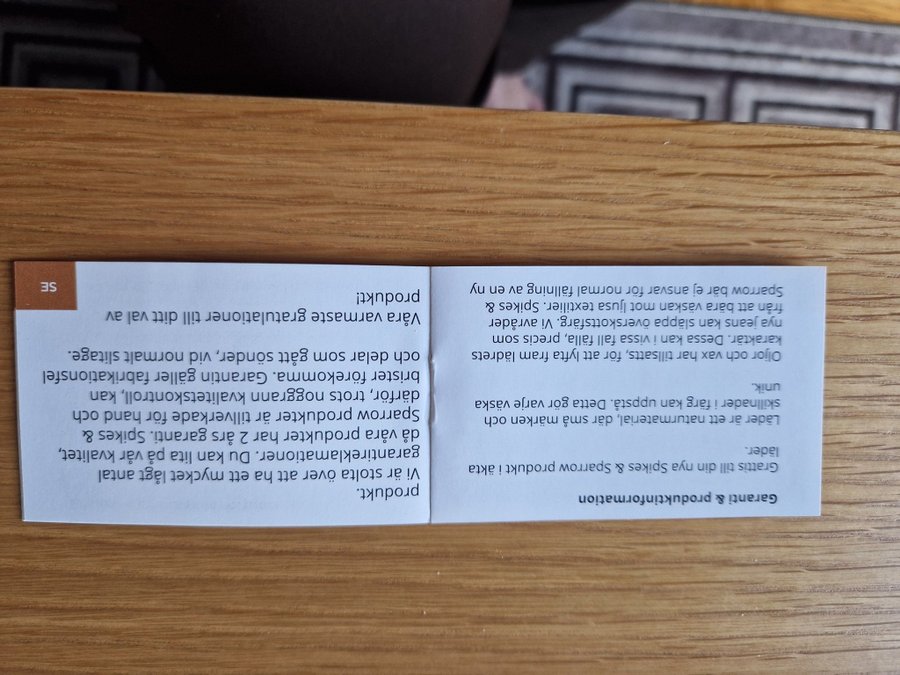 Garanti & produktinformation
Grattis till din nya Spikes & Sparrow produkt i äkta
läder.
Läder är ett naturmaterial, där små märken och
skillnader i färg kan uppstå. Detta gör varje väska
unik.
Oljor och vax har tillsatts, för att lyfta fram lädrets
karaktär. Dessa kan i vissa fall fälla, precis som
nya jeans kan släppa överskottsfärg. Vi avråder
från att bära väskan mot ljusa textilier. Spikes &
Sparrow bär ej ansvar för normal fällning av en ny
produkt.
Vi är stolta över att ha ett mycket lågt antal
garantireklamationer. Du kan lita på vår kvalitet,
då våra produkter har 2 års garanti. Spikes &
Sparrow produkter är tillverkade för hand och
därför, trots noggrann kvalitetskontroll, kan
brister förekomma. Garantin gäller fabrikationsfel
och delar som gått sönder, vid normalt slitage.
Våra varmaste gratulationer till ditt val av
produkt!
SE